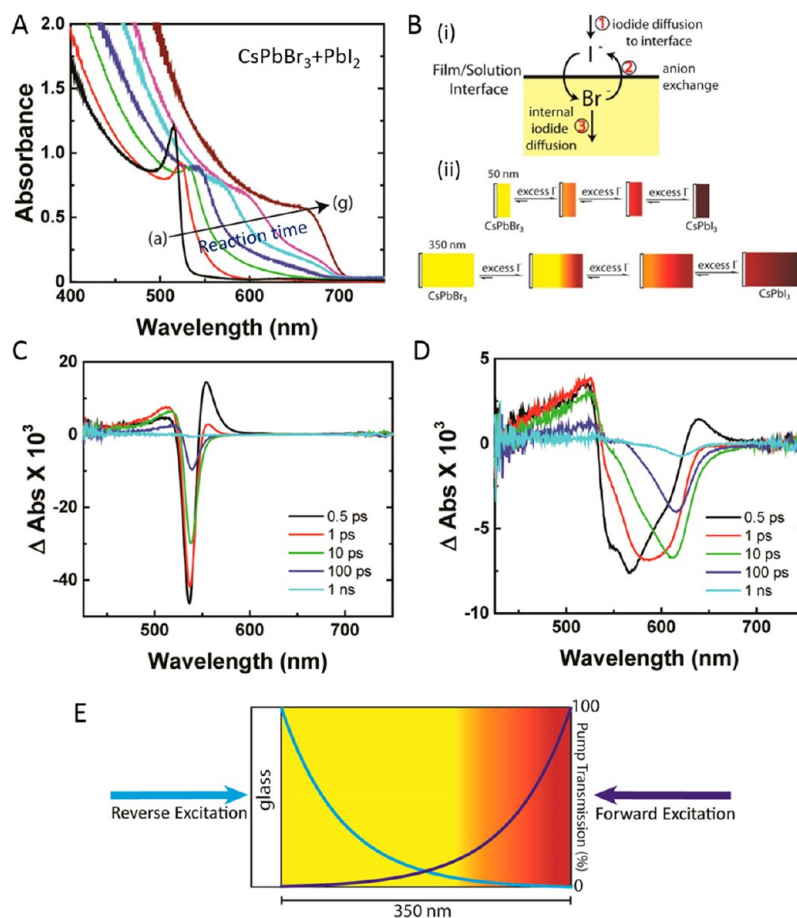 A
2.0
1.5
1.0
0.5
0
Absorbance
CsPbBr3+PbI2
(a)
(g)
Reaction time
400 500 600 700
Wavelength (nm)
B
(i)
① iodide diffusion
to interface
I-
②
Film/Solution
Interface
anion
exchange
Br-
internal
iodide
diffusion
③
(ii)
50 nm
excess I- excess I- excess I-
CsPbBr3
CsPbI3
350 nm
excess I- excess I- excess I-
CsPbBr3
CsPbI3
C
20
0
-20
-40
Δ Abs X 10³
0.5 ps
1 ps
10 ps
100 ps
1 ns
500 600 700
Wavelength (nm)
D
5
0
-5
-10
Δ Abs X 10³
0.5 ps
1 ps
10 ps
100 ps
1 ns
500 600 700
Wavelength (nm)
E
glass
Reverse Excitation
100
Pump Transmission (%)
0
Forward Excitation
350 nm